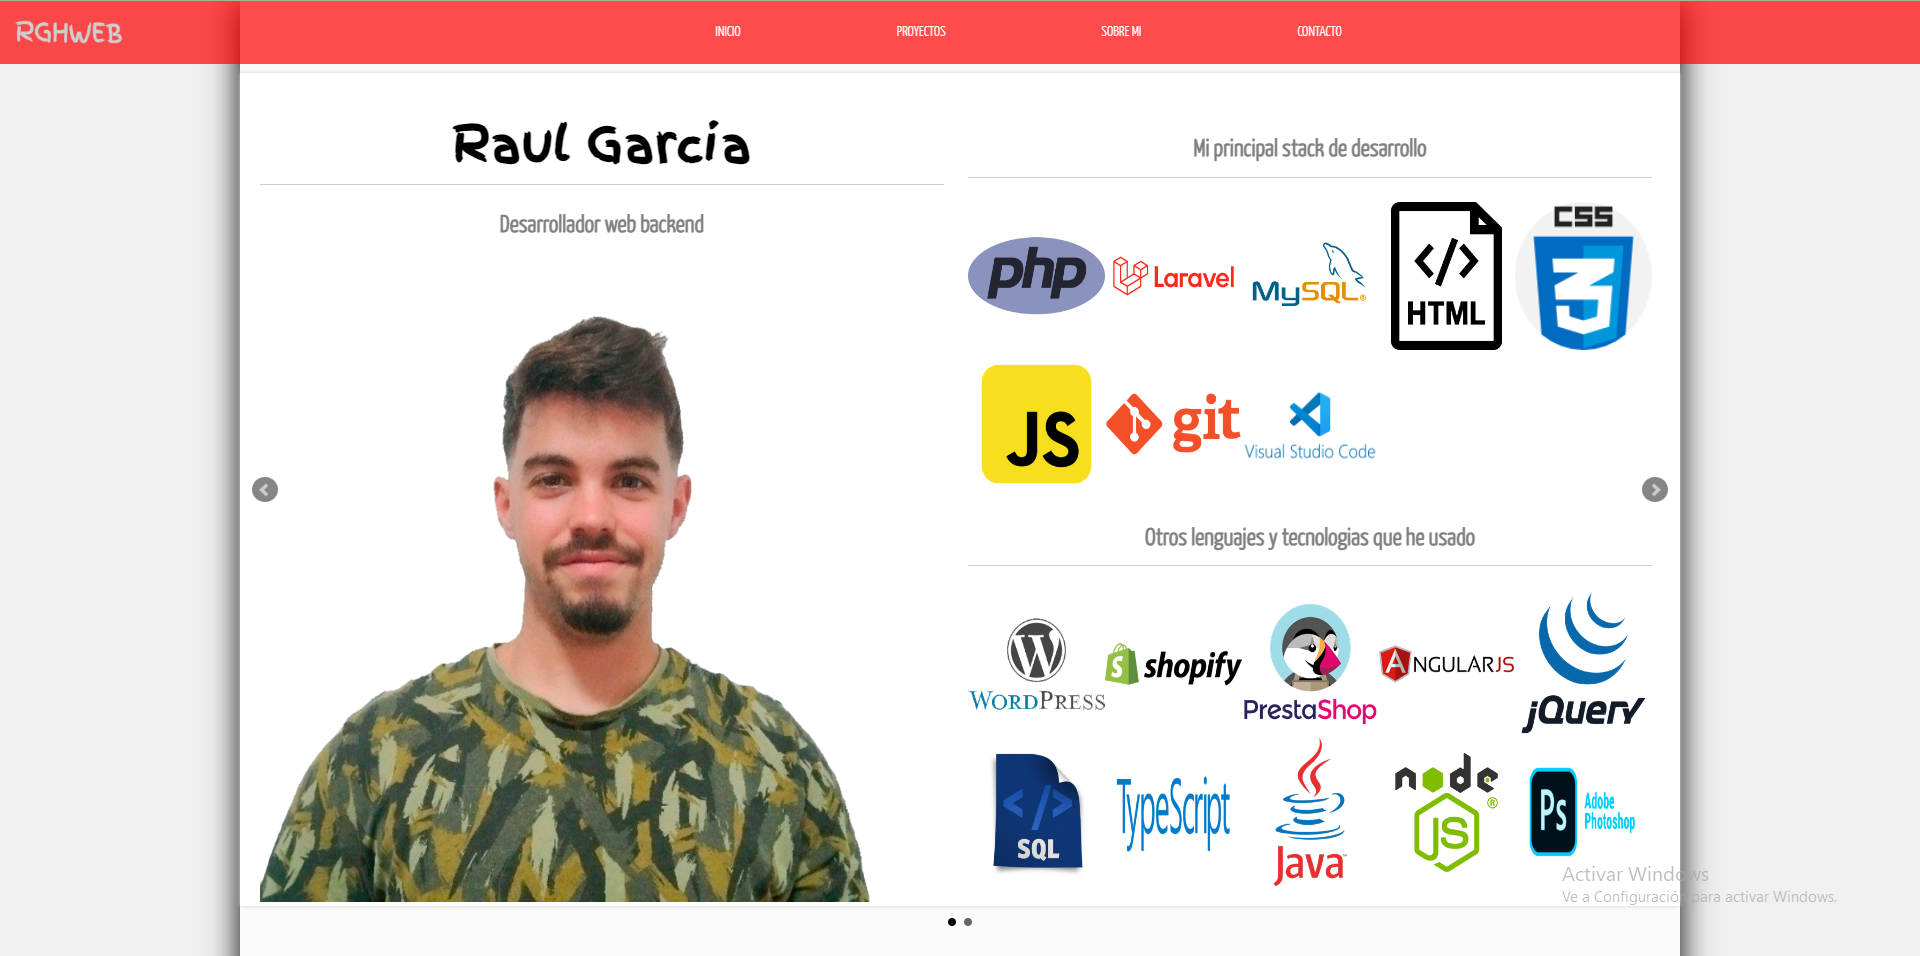 RGHWEB
INICIO
PROYECTOS
SOBRE MI
CONTACTO
Raul García
Desarrollador web backend
Mi principal stack de desarrollo
php
Laravel
MySQL®
</>
HTML
CSS
3
JS
git
Visual Studio Code
Otros lenguajes y tecnologias que he usado
W
WORDPRESS
S shopify
PrestaShop
ANGULARJS
jQuery
</>
SQL
TypeScript
Java™
node®
JS
Ps
Adobe
Photoshop
Activar Windows
Ve a Configuración para activar Windows.